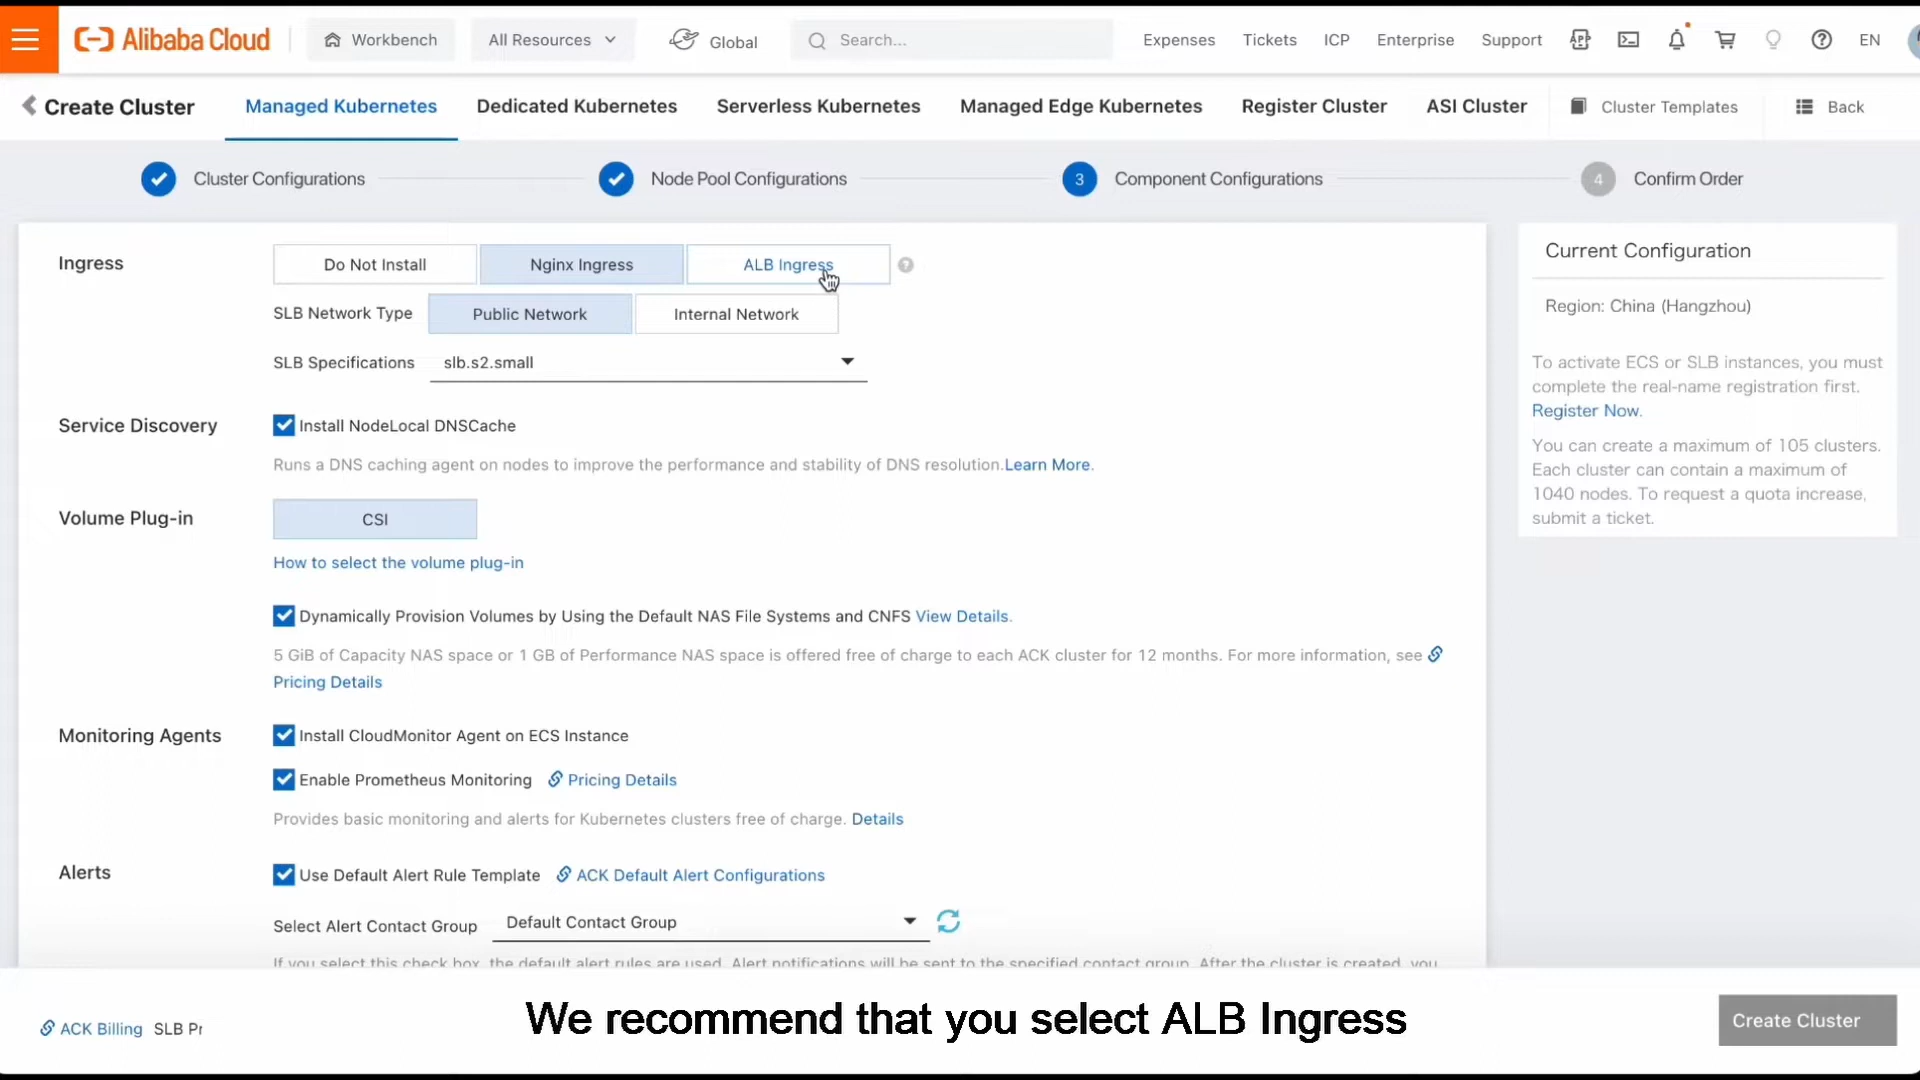 Alibaba Cloud
Workbench
All Resources
Global
Search...
Expenses
Tickets
ICP
Enterprise
Support
EN
Create Cluster
Managed Kubernetes
Dedicated Kubernetes
Serverless Kubernetes
Managed Edge Kubernetes
Register Cluster
ASI Cluster
Cluster Templates
Back
Cluster Configurations
Node Pool Configurations
3
Component Configurations
4
Confirm Order
Ingress
Do Not Install
Nginx Ingress
ALB Ingress
SLB Network Type
Public Network
Internal Network
SLB Specifications
slb.s2.small
Service Discovery
Install NodeLocal DNSCache
Runs a DNS caching agent on nodes to improve the performance and stability of DNS resolution.Learn More.
Volume Plug-in
CSI
How to select the volume plug-in
Dynamically Provision Volumes by Using the Default NAS File Systems and CNFS View Details.
5 GiB of Capacity NAS space or 1 GB of Performance NAS space is offered free of charge to each ACK cluster for 12 months. For more information, see
Pricing Details
Monitoring Agents
Install CloudMonitor Agent on ECS Instance
Enable Prometheus Monitoring
Pricing Details
Provides basic monitoring and alerts for Kubernetes clusters free of charge. Details
Alerts
Use Default Alert Rule Template
ACK Default Alert Configurations
Select Alert Contact Group
Default Contact Group
If you select this check box, the default alert rules are used. Alert notifications will be sent to the specified contact group. After the cluster is created, you
Current Configuration
Region: China (Hangzhou)
To activate ECS or SLB instances, you must
complete the real-name registration first.
Register Now.
You can create a maximum of 105 clusters.
Each cluster can contain a maximum of
1040 nodes. To request a quota increase,
submit a ticket.
ACK Billing
SLB Pr
We recommend that you select ALB Ingress
Create Cluster